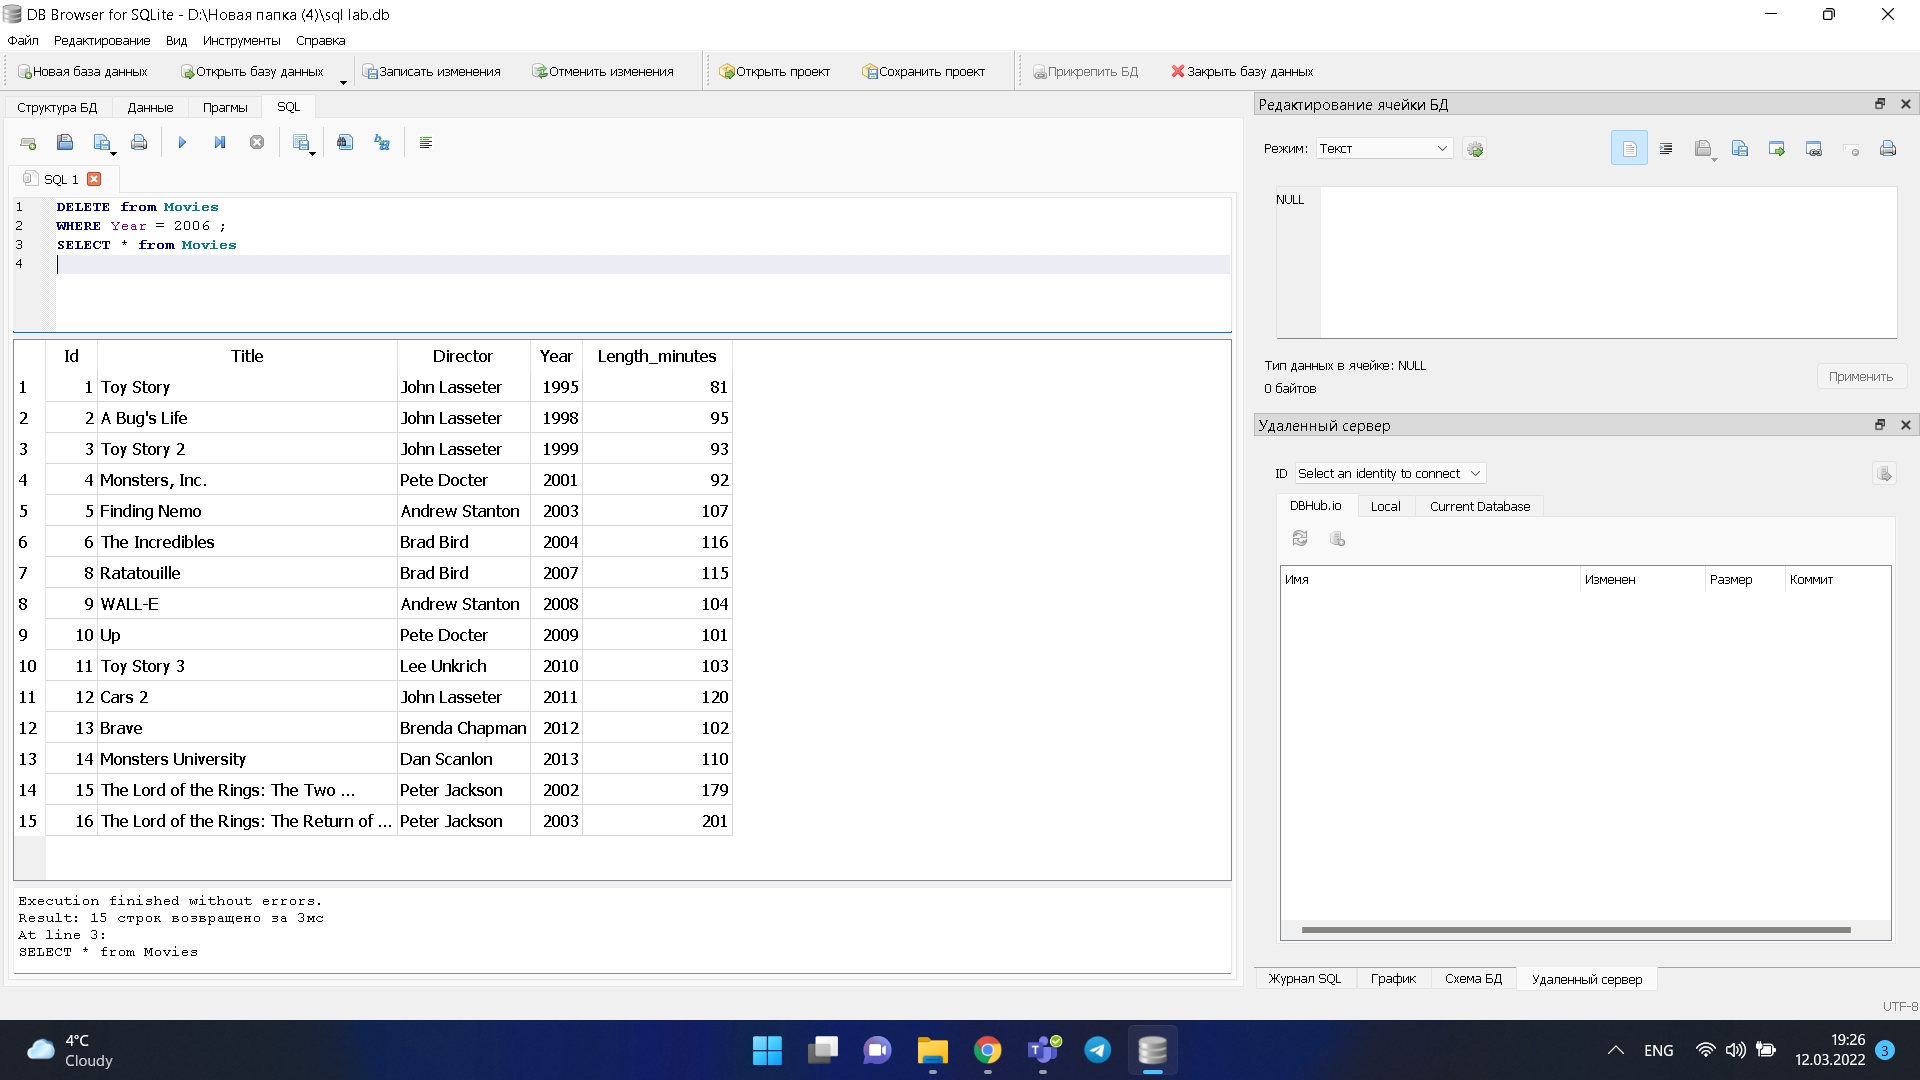 DB Browser for SQLite - D:\Новая папка (4)\sql lab.db
Файл Редактирование Вид Инструменты Справка
Новая база данных Открыть базу данных Записать изменения Отменить изменения Открыть проект Сохранить проект Прикрепить БД Закрыть базу данных
Структура БД Данные Прагмы SQL
SQL 1
1 DELETE from Movies
2 WHERE Year = 2006 ;
3 SELECT * from Movies
4
Id Title Director Year Length_minutes
1 1 Toy Story John Lasseter 1995 81
2 2 A Bug's Life John Lasseter 1998 95
3 3 Toy Story 2 John Lasseter 1999 93
4 4 Monsters, Inc. Pete Docter 2001 92
5 5 Finding Nemo Andrew Stanton 2003 107
6 6 The Incredibles Brad Bird 2004 116
7 8 Ratatouille Brad Bird 2007 115
8 9 WALL-E Andrew Stanton 2008 104
9 10 Up Pete Docter 2009 101
10 11 Toy Story 3 Lee Unkrich 2010 103
11 12 Cars 2 John Lasseter 2011 120
12 13 Brave Brenda Chapman 2012 102
13 14 Monsters University Dan Scanlon 2013 110
14 15 The Lord of the Rings: The Two ... Peter Jackson 2002 179
15 16 The Lord of the Rings: The Return of ... Peter Jackson 2003 201
Execution finished without errors.
Result: 15 строк возвращено за 3мс
At line 3:
SELECT * from Movies
Редактирование ячейки БД
Режим: Текст
NULL
Тип данных в ячейке: NULL
0 байтов
Применить
Удаленный сервер
ID Select an identity to connect
DBHub.io Local Current Database
Имя Изменен Размер Коммит
Журнал SQL График Схема БД Удаленный сервер
UTF-8
4°C
Cloudy
ENG
19:26
12.03.2022
3